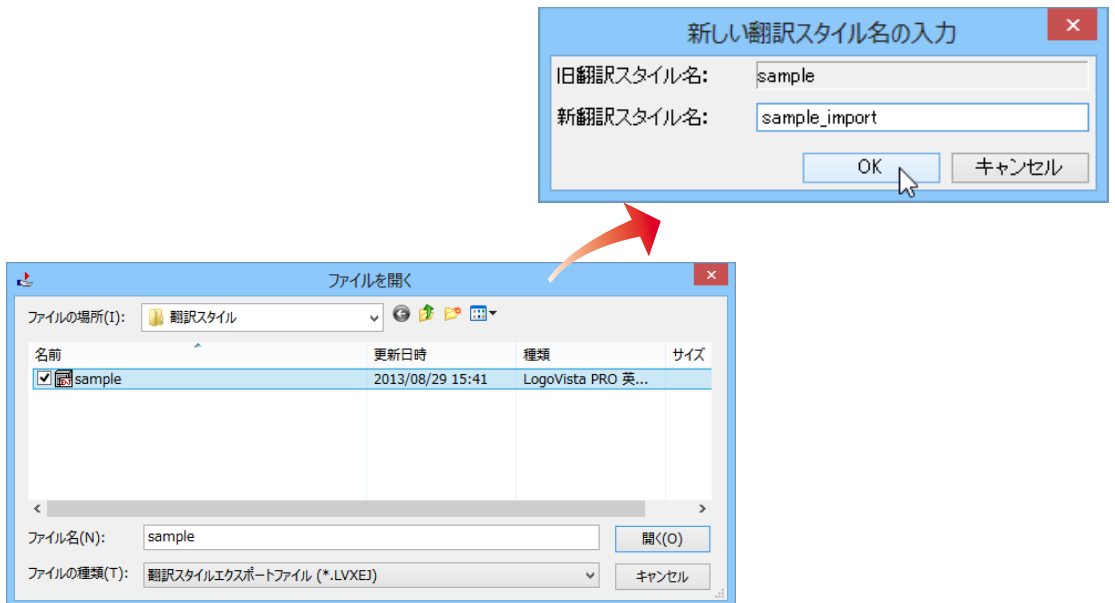 新しい翻訳スタイル名の入力
旧翻訳スタイル名: sample
新翻訳スタイル名: sample_import
OK キャンセル
ファイルを開く
ファイルの場所(I): 翻訳スタイル
名前 更新日時 種類 サイズ
sample 2013/08/29 15:41 LogoVista PRO 英...
ファイル名(N): sample 開く(O)
ファイルの種類(T): 翻訳スタイルエクスポートファイル (*.LVXEJ) キャンセル